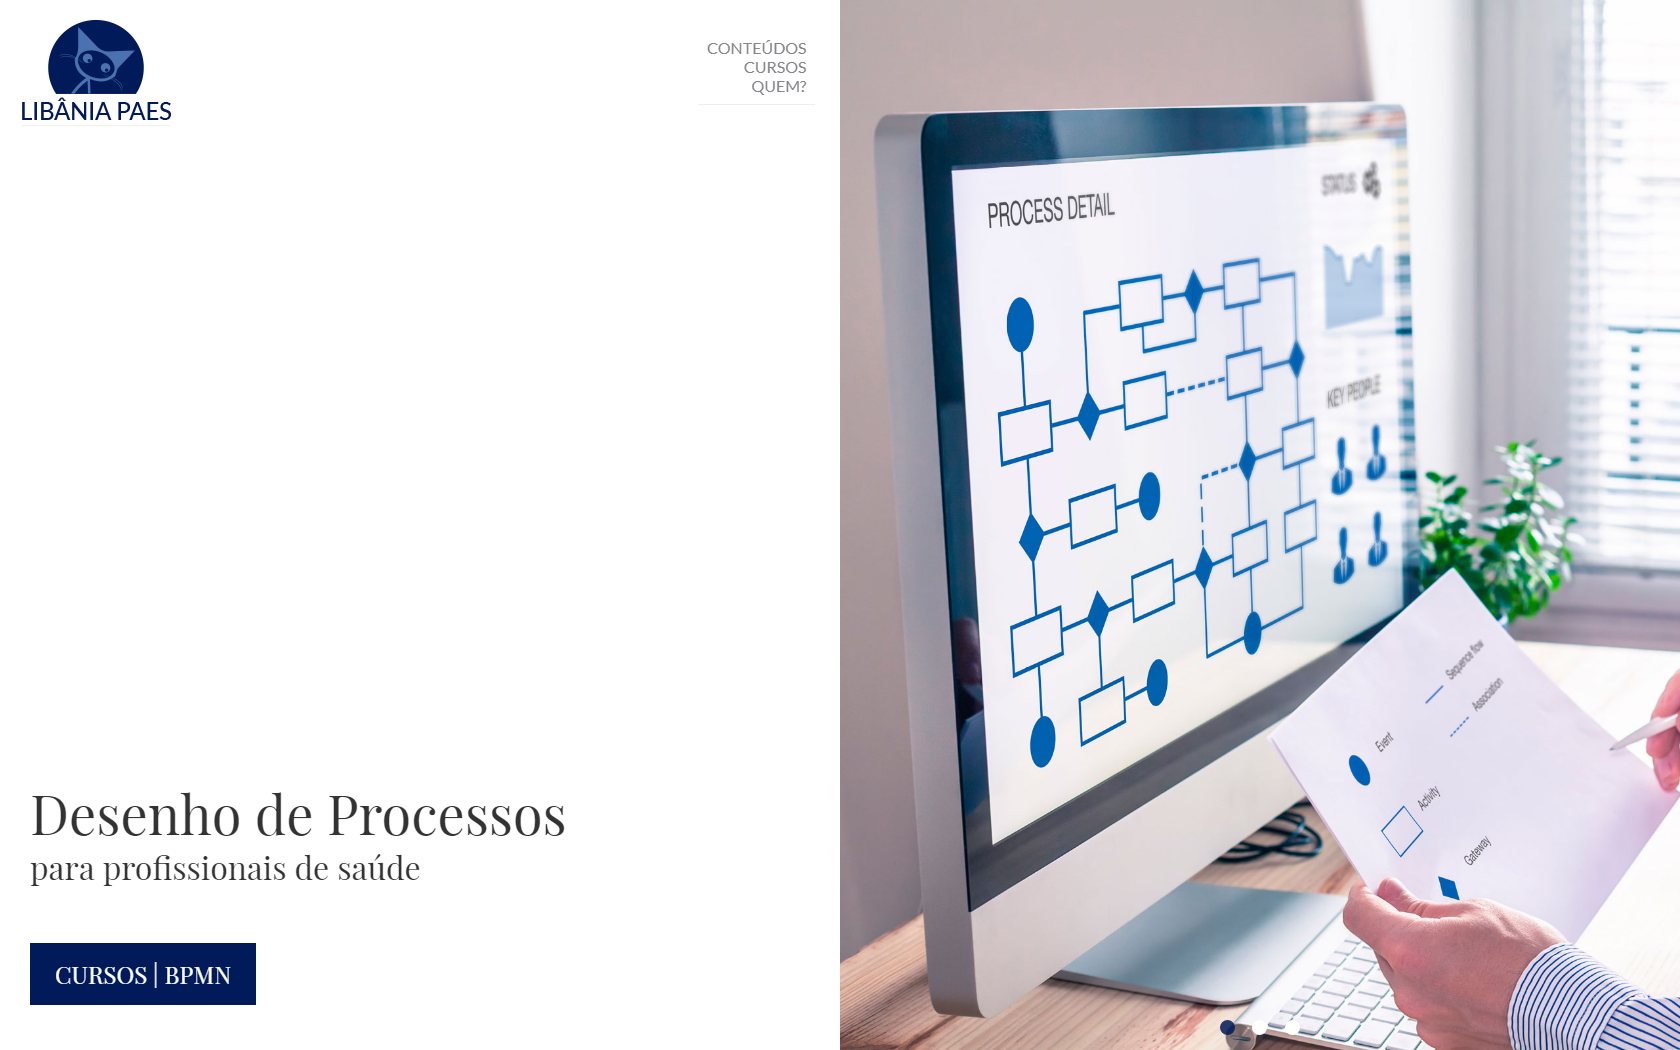 LIBÂNIA PAES
CONTEÚDOS
CURSOS
QUEM?
Desenho de Processos
para profissionais de saúde
CURSOS | BPMN
PROCESS DETAIL
STATUS
KEY PEOPLE
Sequence flow
Association
Event
Activity
Gateway